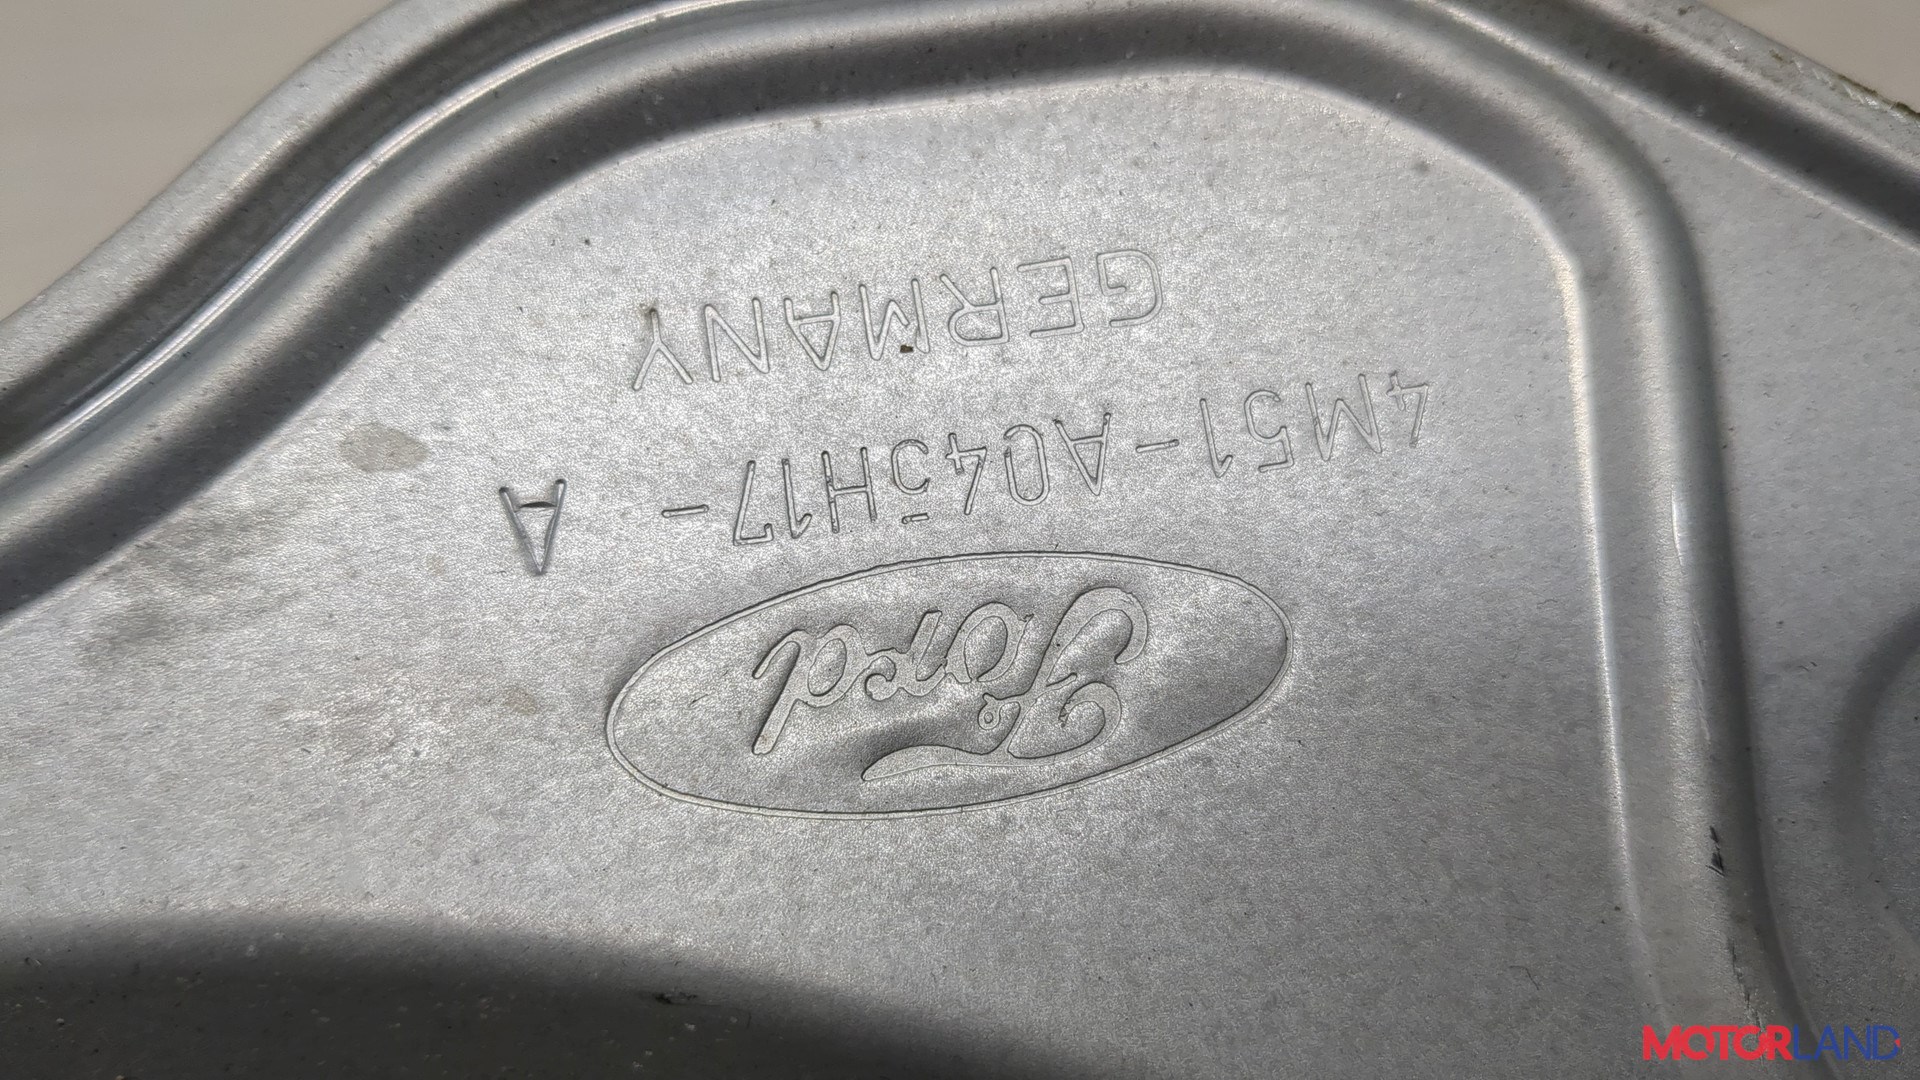 Ford
4M51-A045H17- A
GERMANY
MOTORLAND